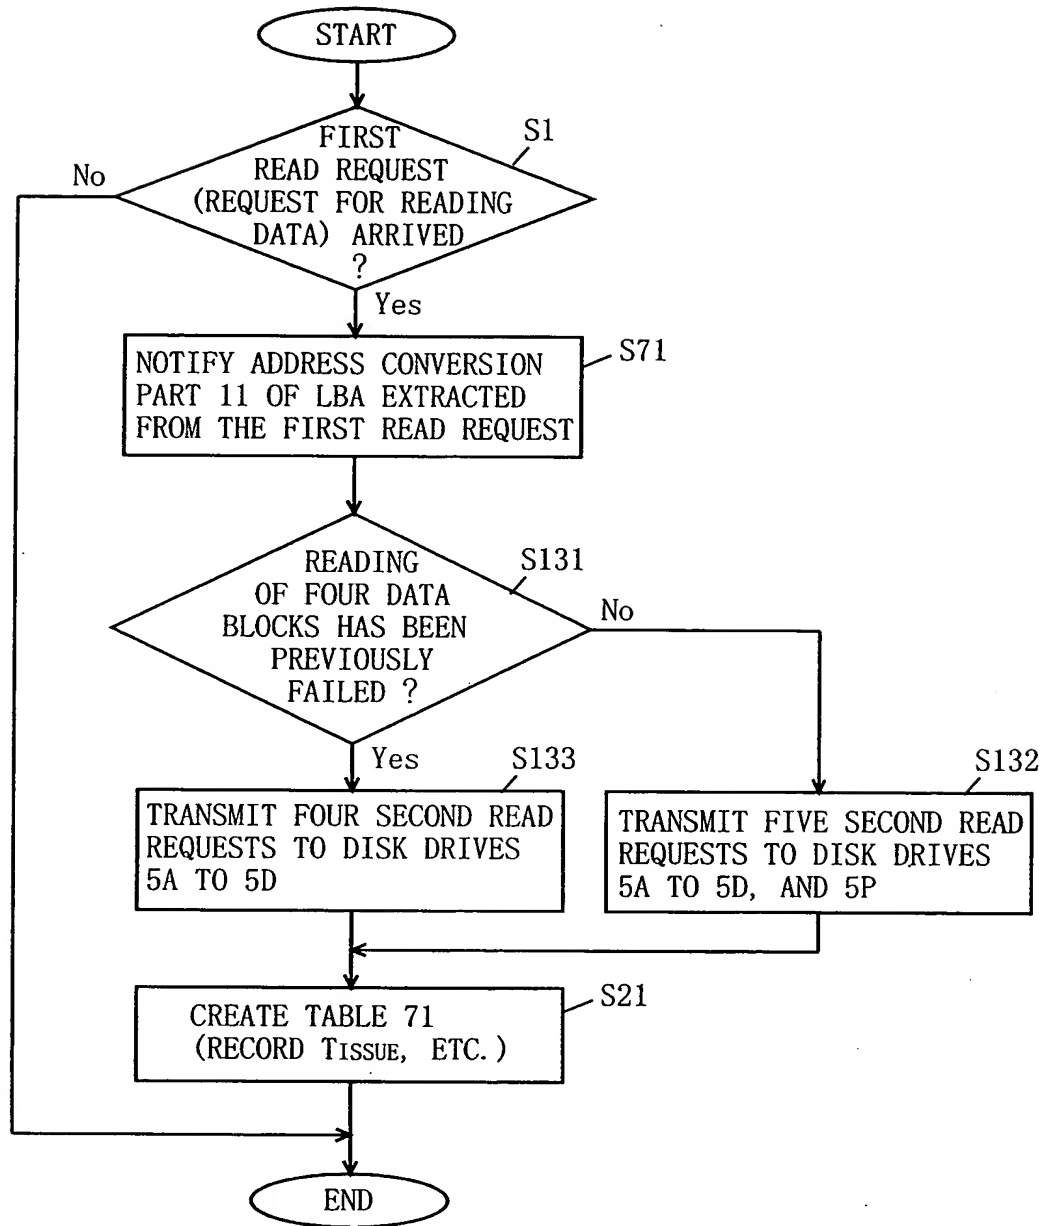 START
FIRST
READ REQUEST
(REQUEST FOR READING
DATA) ARRIVED
?
S1
No
Yes
S71
NOTIFY ADDRESS CONVERSION
PART 11 OF LBA EXTRACTED
FROM THE FIRST READ REQUEST
READING
OF FOUR DATA
BLOCKS HAS BEEN
PREVIOUSLY
FAILED ?
S131
No
Yes
S133
TRANSMIT FOUR SECOND READ
REQUESTS TO DISK DRIVES
5A TO 5D
S132
TRANSMIT FIVE SECOND READ
REQUESTS TO DISK DRIVES
5A TO 5D, AND 5P
S21
CREATE TABLE 71
(RECORD TISSUE, ETC.)
END